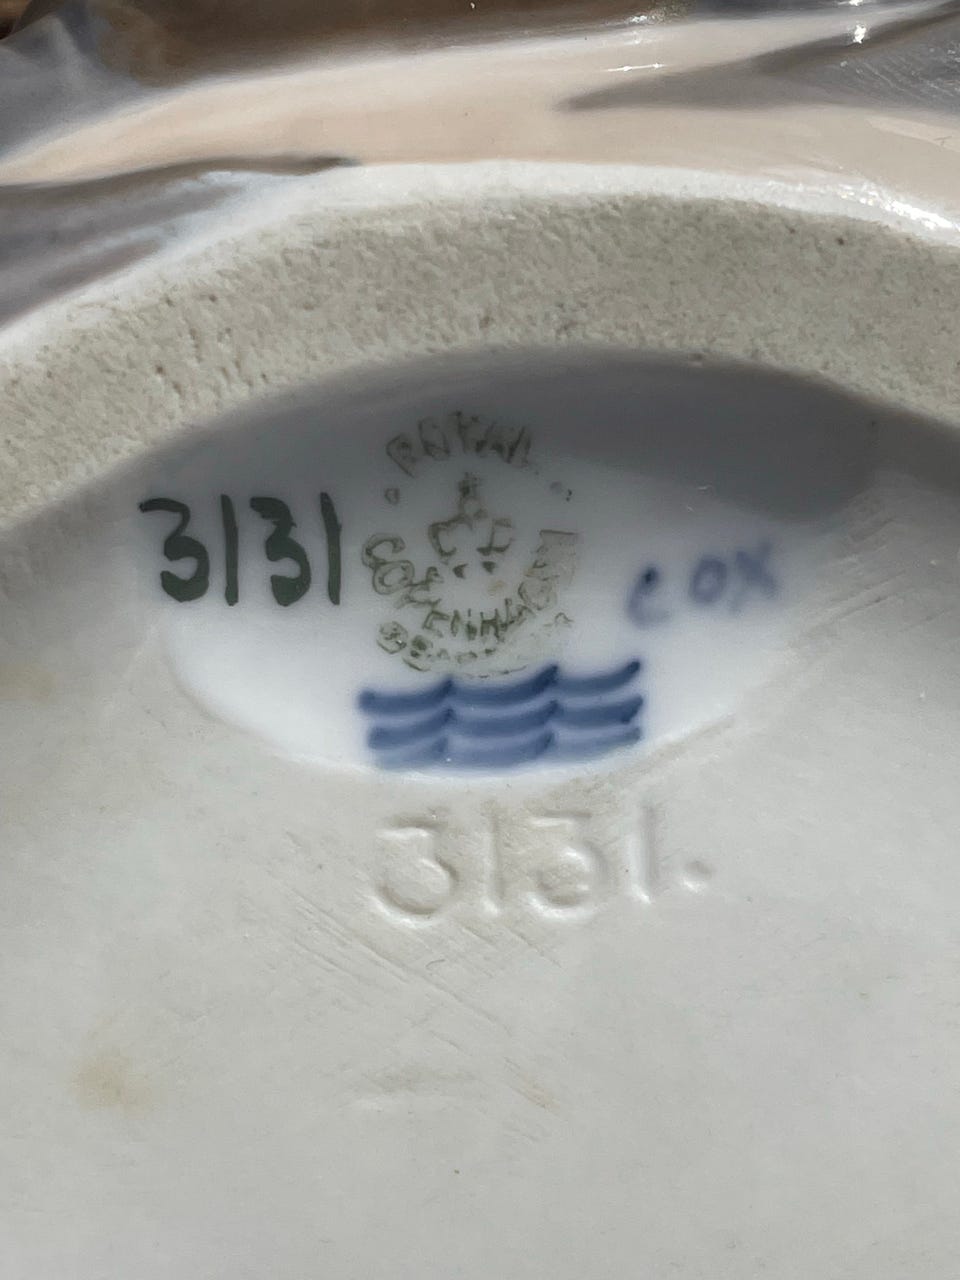 ROYAL
3131
COPENHAGEN
cox
3131.